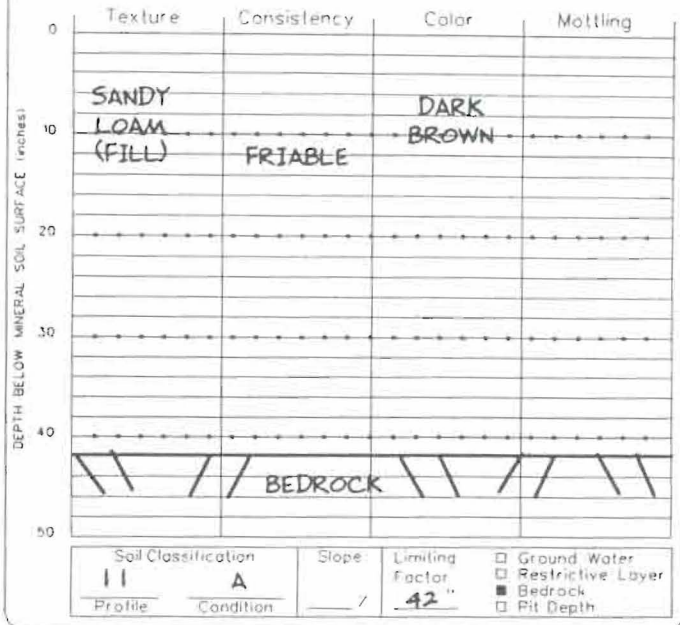 Texture Consistency Color Mottling
DEPTH BELOW MINERAL SOIL SURFACE (inches)
0
SANDY
LOAM
(FILL)
DARK
BROWN
10
FRIABLE
20
30
40
BEDROCK
50
Soil Classification
11 A
Profile Condition
Slope
Limiting
Factor
42"
Ground Water
Restrictive Layer
Bedrock
Pit Depth